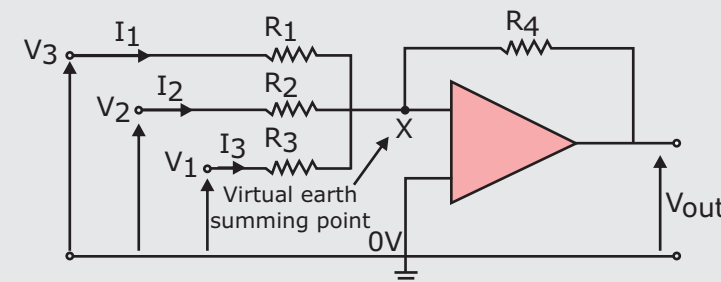 V3
I1
R1
R4
V2
I2
R2
X
V1
I3
R3
Virtual earth
summing point
0V
Vout